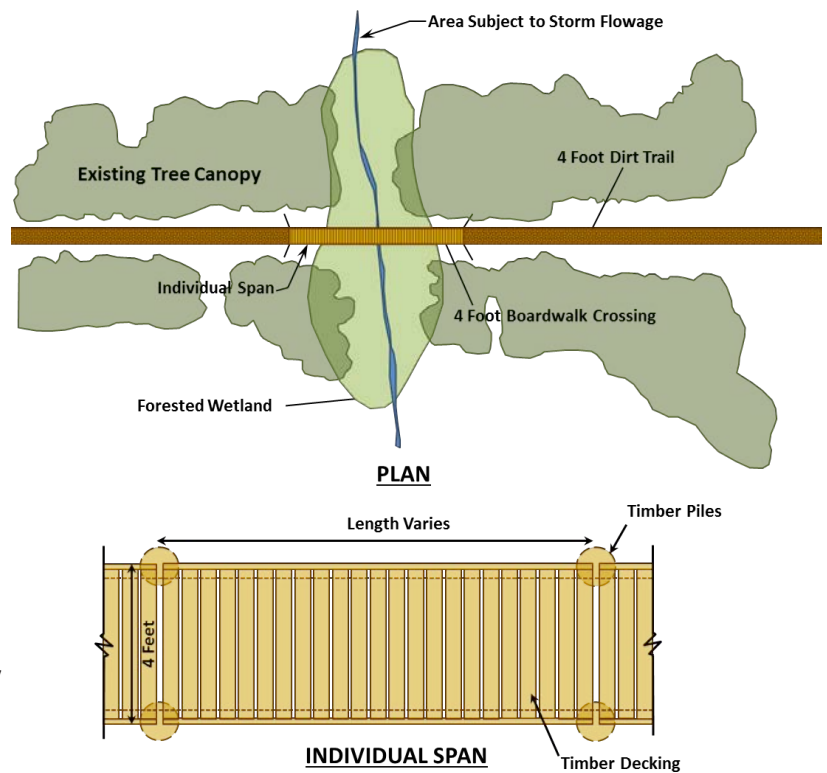 Area Subject to Storm Flowage
4 Foot Dirt Trail
Existing Tree Canopy
Individual Span
4 Foot Boardwalk Crossing
Forested Wetland
PLAN
Timber Piles
Length Varies
4 Feet
INDIVIDUAL SPAN
Timber Decking